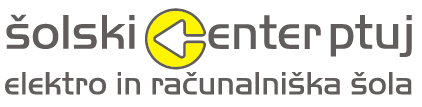 šolski center ptuj
elektro in računalniška šola